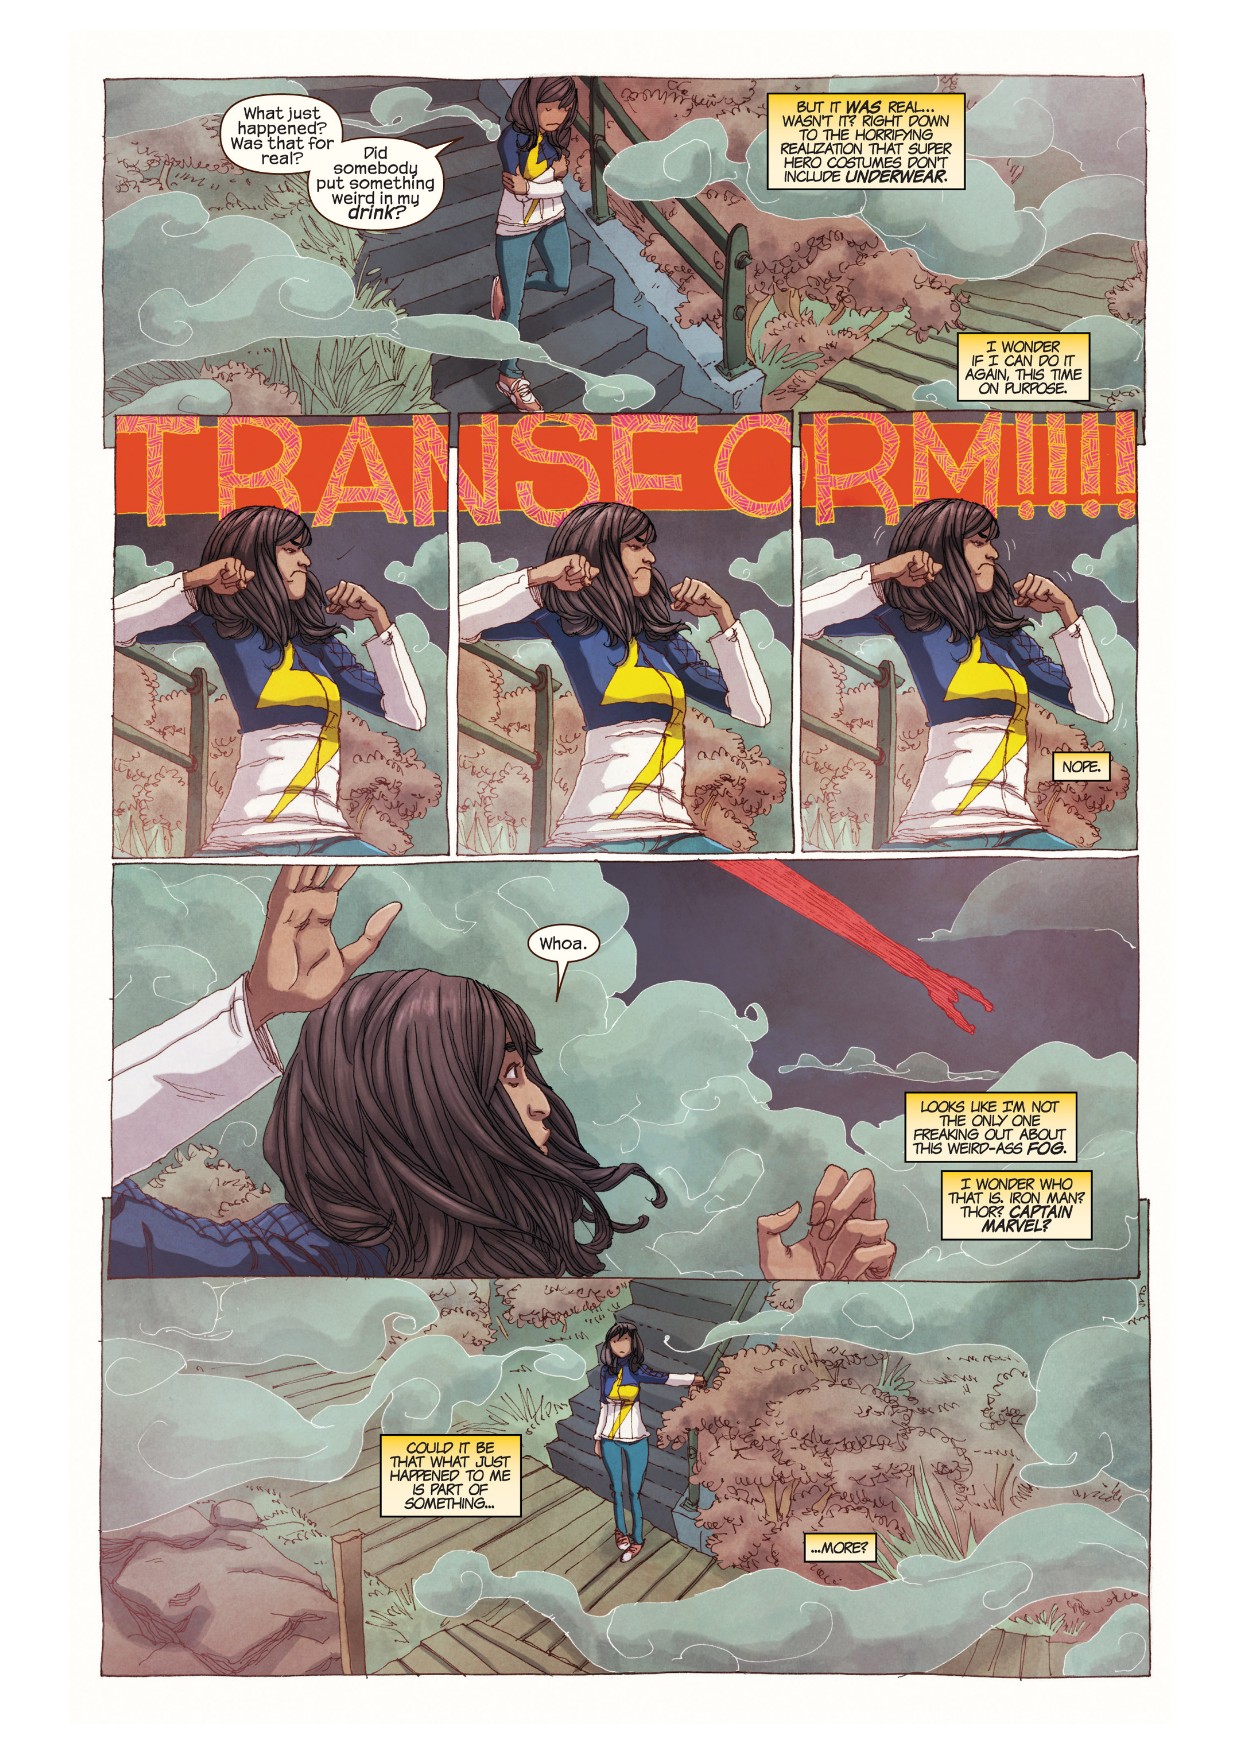 What just
happened?
Was that for
real?
Did
somebody
put something
weird in my
drink?
BUT IT WAS REAL...
WASN'T IT? RIGHT DOWN
TO THE HORRIFYING
REALIZATION THAT SUPER
HERO COSTUMES DON'T
INCLUDE UNDERWEAR.
I WONDER
IF I CAN DO IT
AGAIN, THIS TIME
ON PURPOSE.
TRANSFORM!!!!
NOPE.
Whoa.
LOOKS LIKE I'M NOT
THE ONLY ONE
FREAKING OUT ABOUT
THIS WEIRD-ASS FOG.
I WONDER WHO
THAT IS. IRON MAN?
THOR? CAPTAIN
MARVEL?
COULD IT BE
THAT WHAT JUST
HAPPENED TO ME
IS PART OF
SOMETHING...
...MORE?